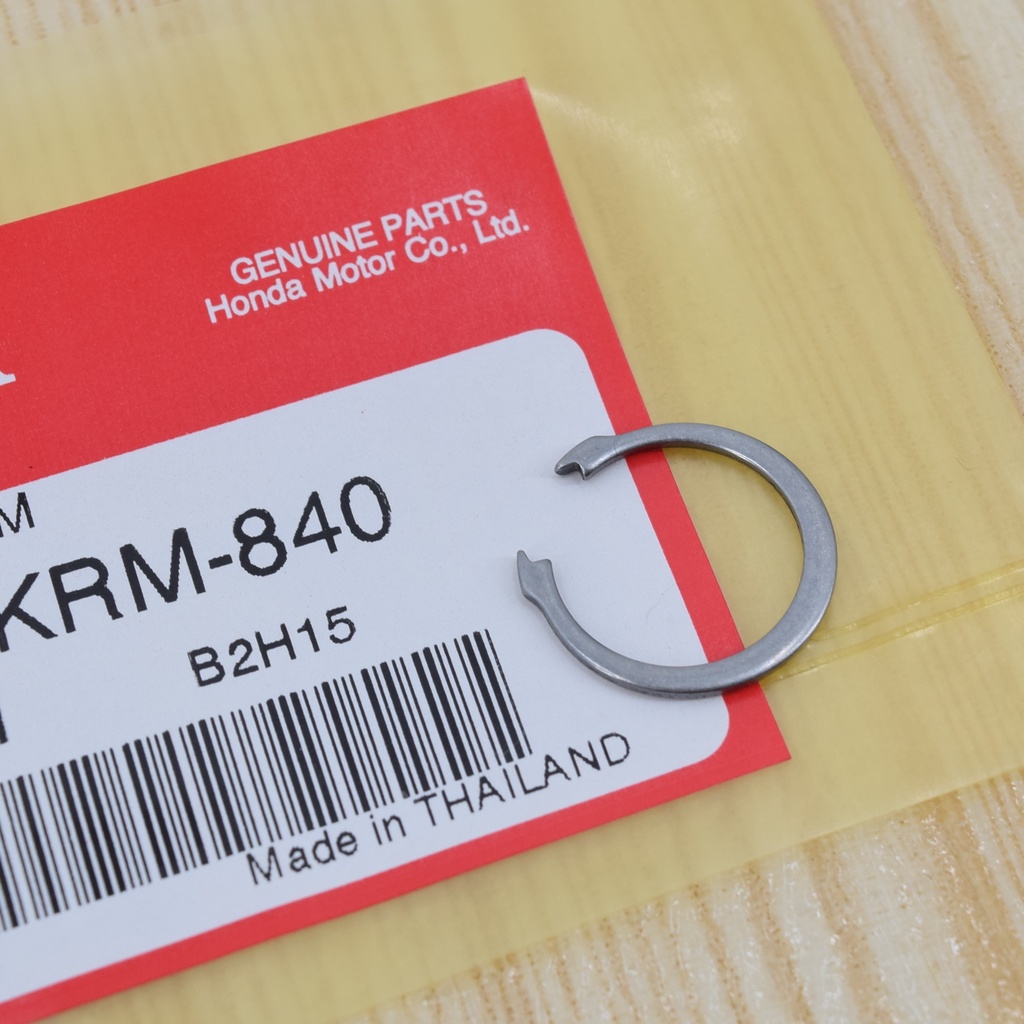 GENUINE PARTS
Honda Motor Co., Ltd.
M
KRM-840
B2H15
Made in THAILAND